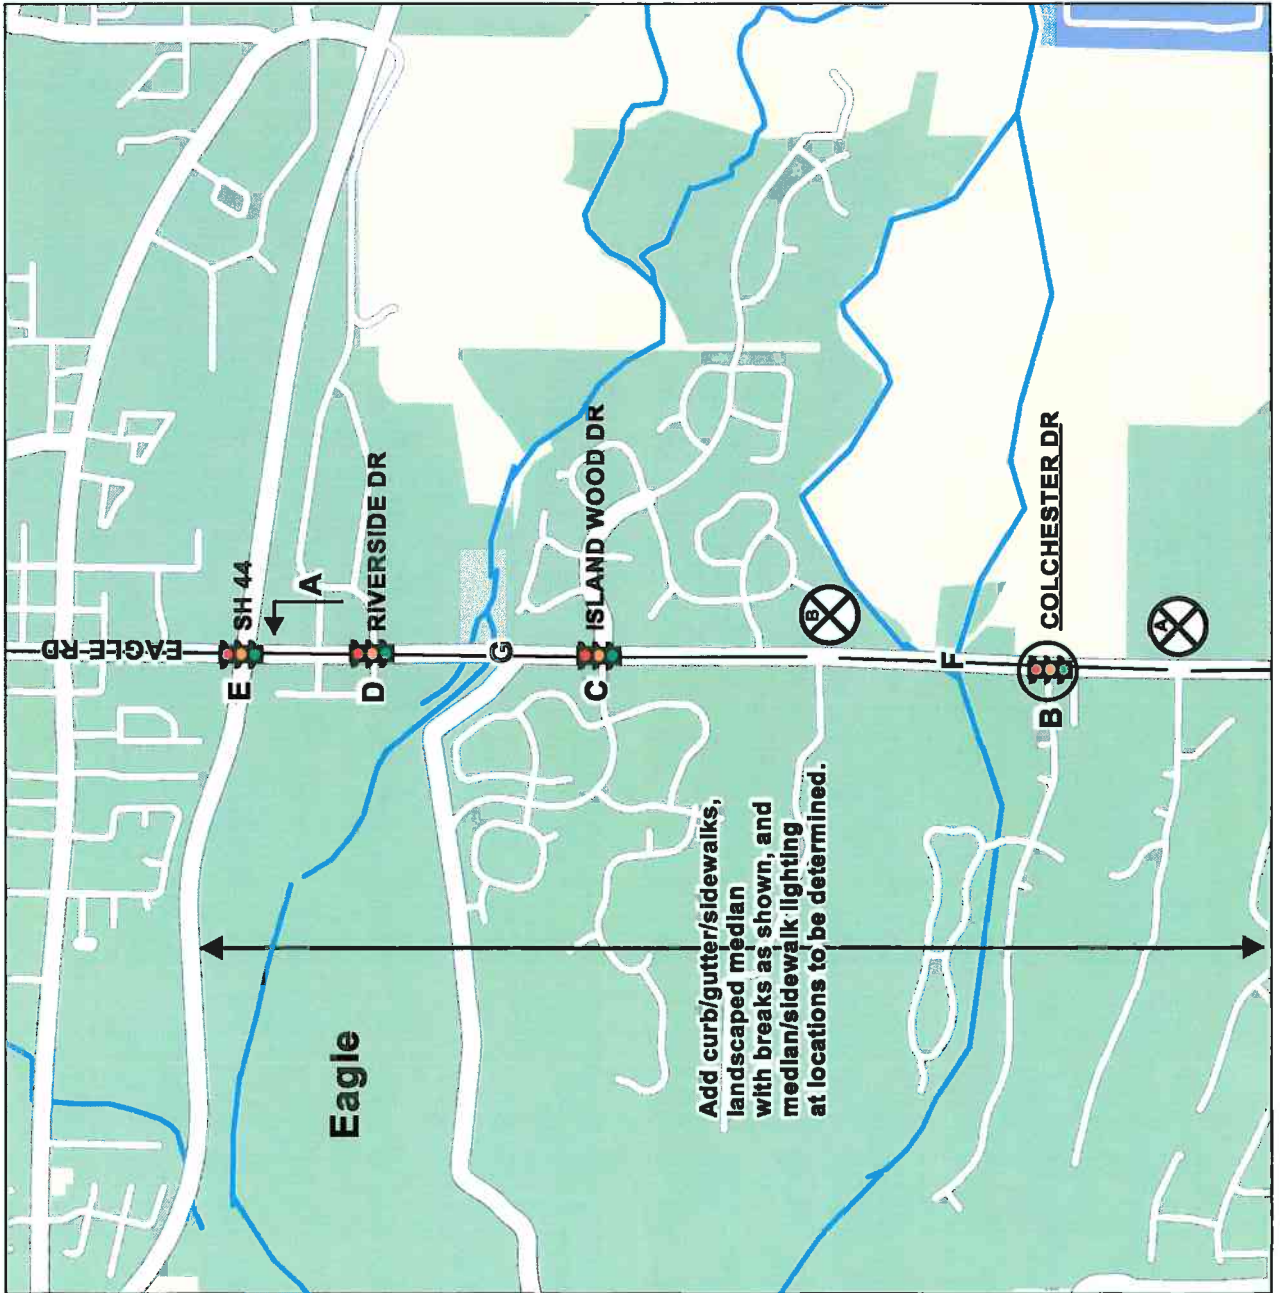 EAGLE RD
E
SH 44
A
D
RIVERSIDE DR
G
C
ISLAND WOOD DR
B
F
B
COLCHESTER DR
A
Eagle
Add curb/gutter/sidewalks,
landscaped median
with breaks as shown, and
median/sidewalk lighting
at locations to be determined.